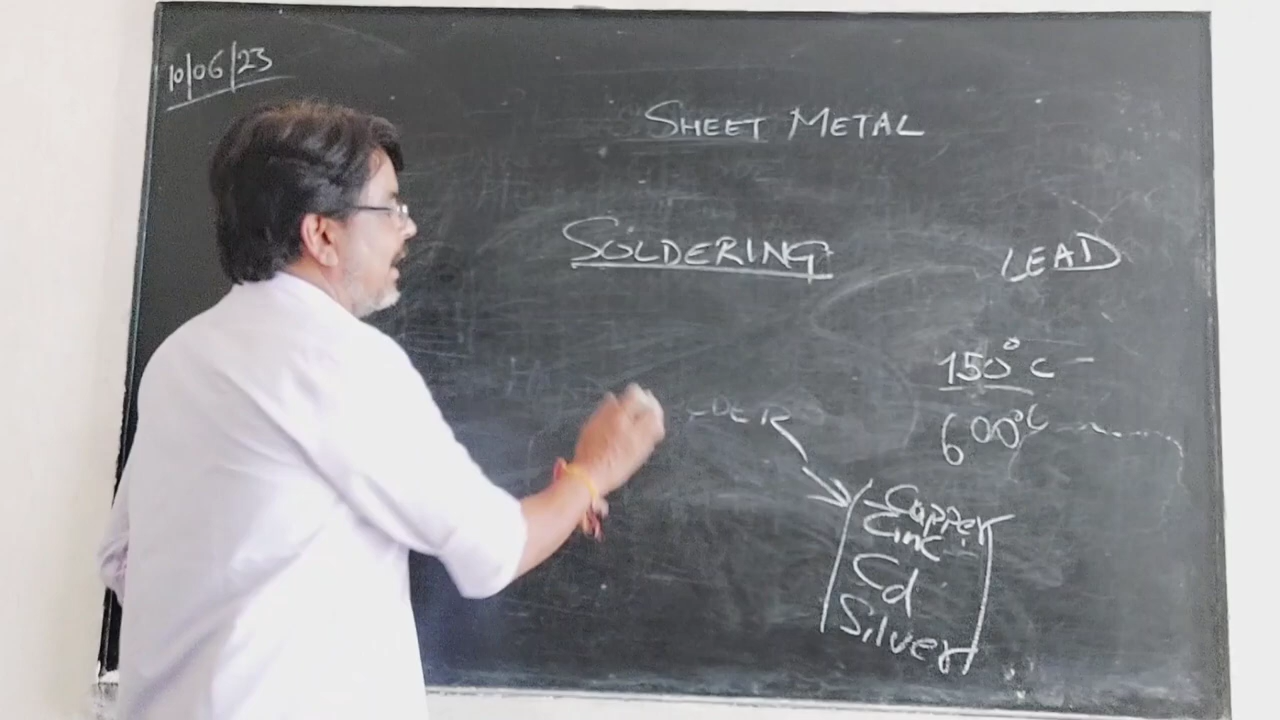 10/06/23
SHEET METAL
SOLDERING
LEAD
150°C
600°C
Copper
Zinc
Cd
Silver